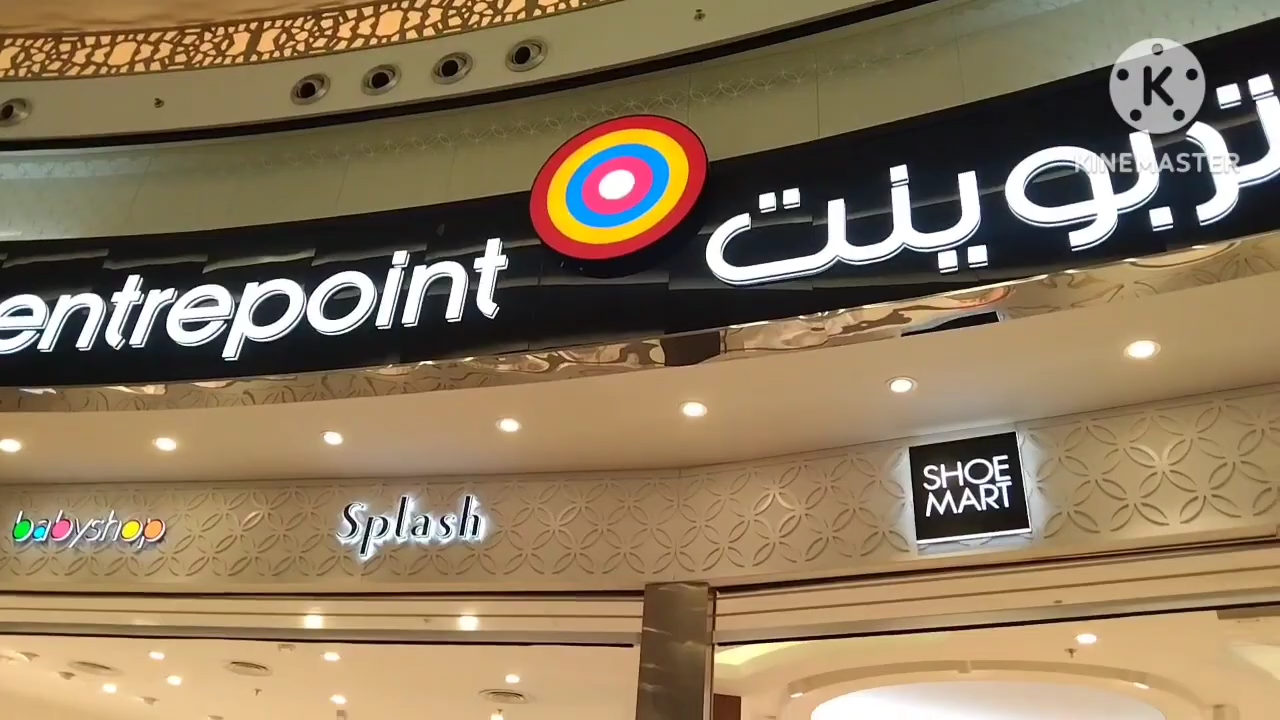 entrepoint
تربوينت
babyshop
Splash
SHOE
MART
K
KINEMASTER